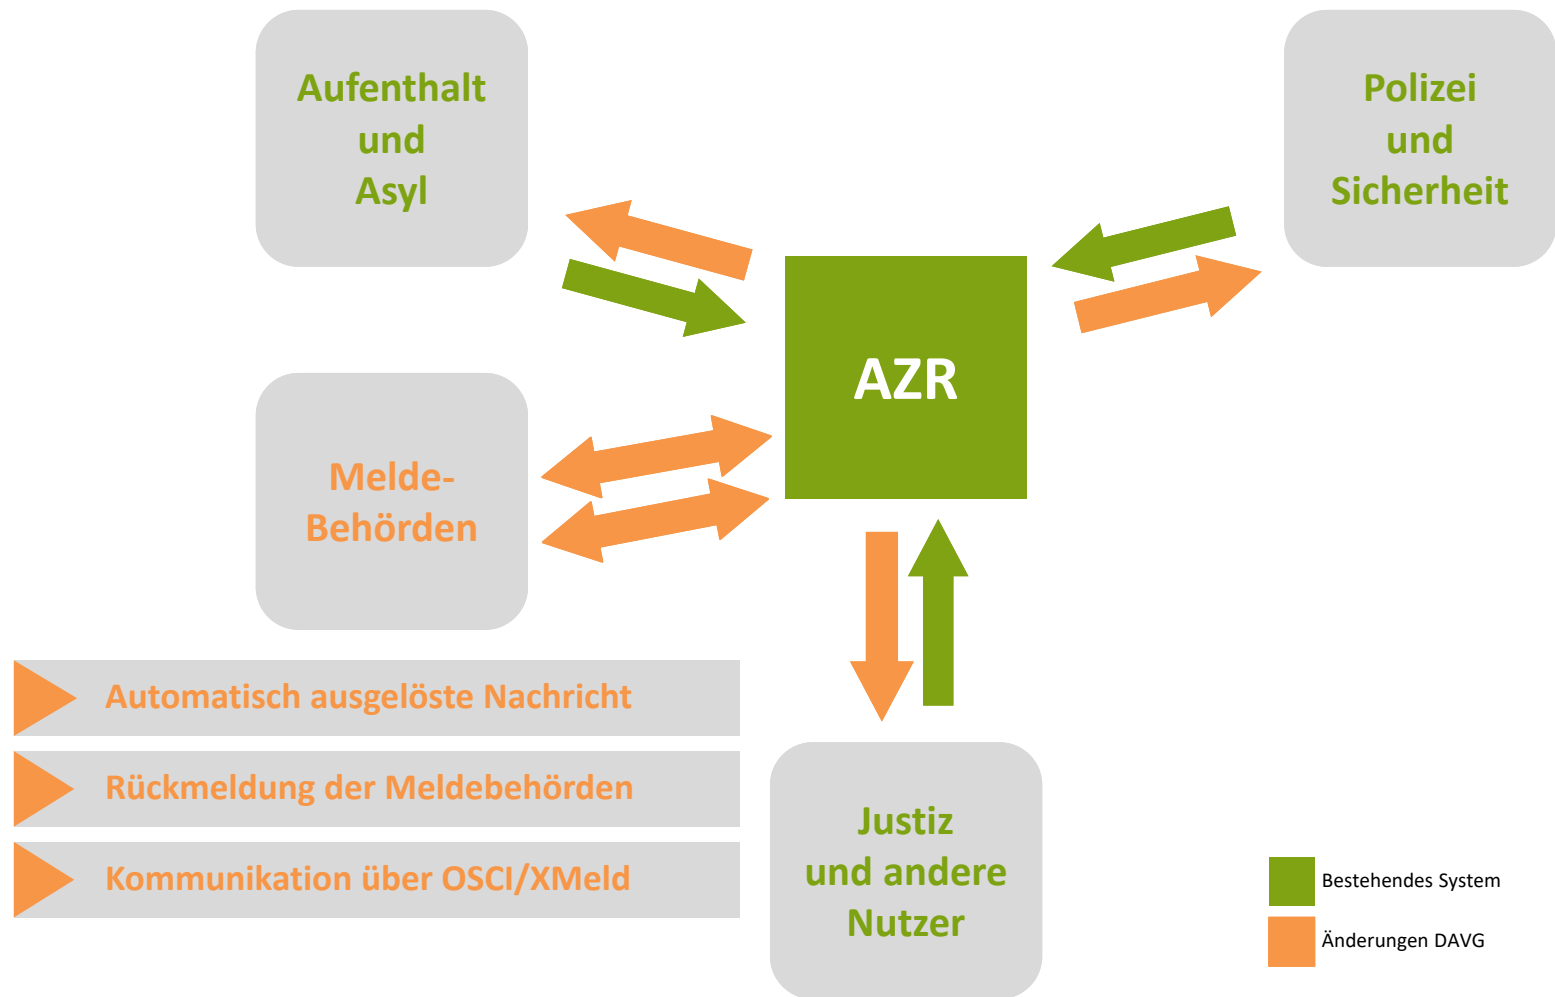 Aufenthalt
und
Asyl
Polizei
und
Sicherheit
AZR
Melde-
Behörden
Automatisch ausgelöste Nachricht
Rückmeldung der Meldebehörden
Kommunikation über OSCI/XMeld
Justiz
und andere
Nutzer
Bestehendes System
Änderungen DAVG